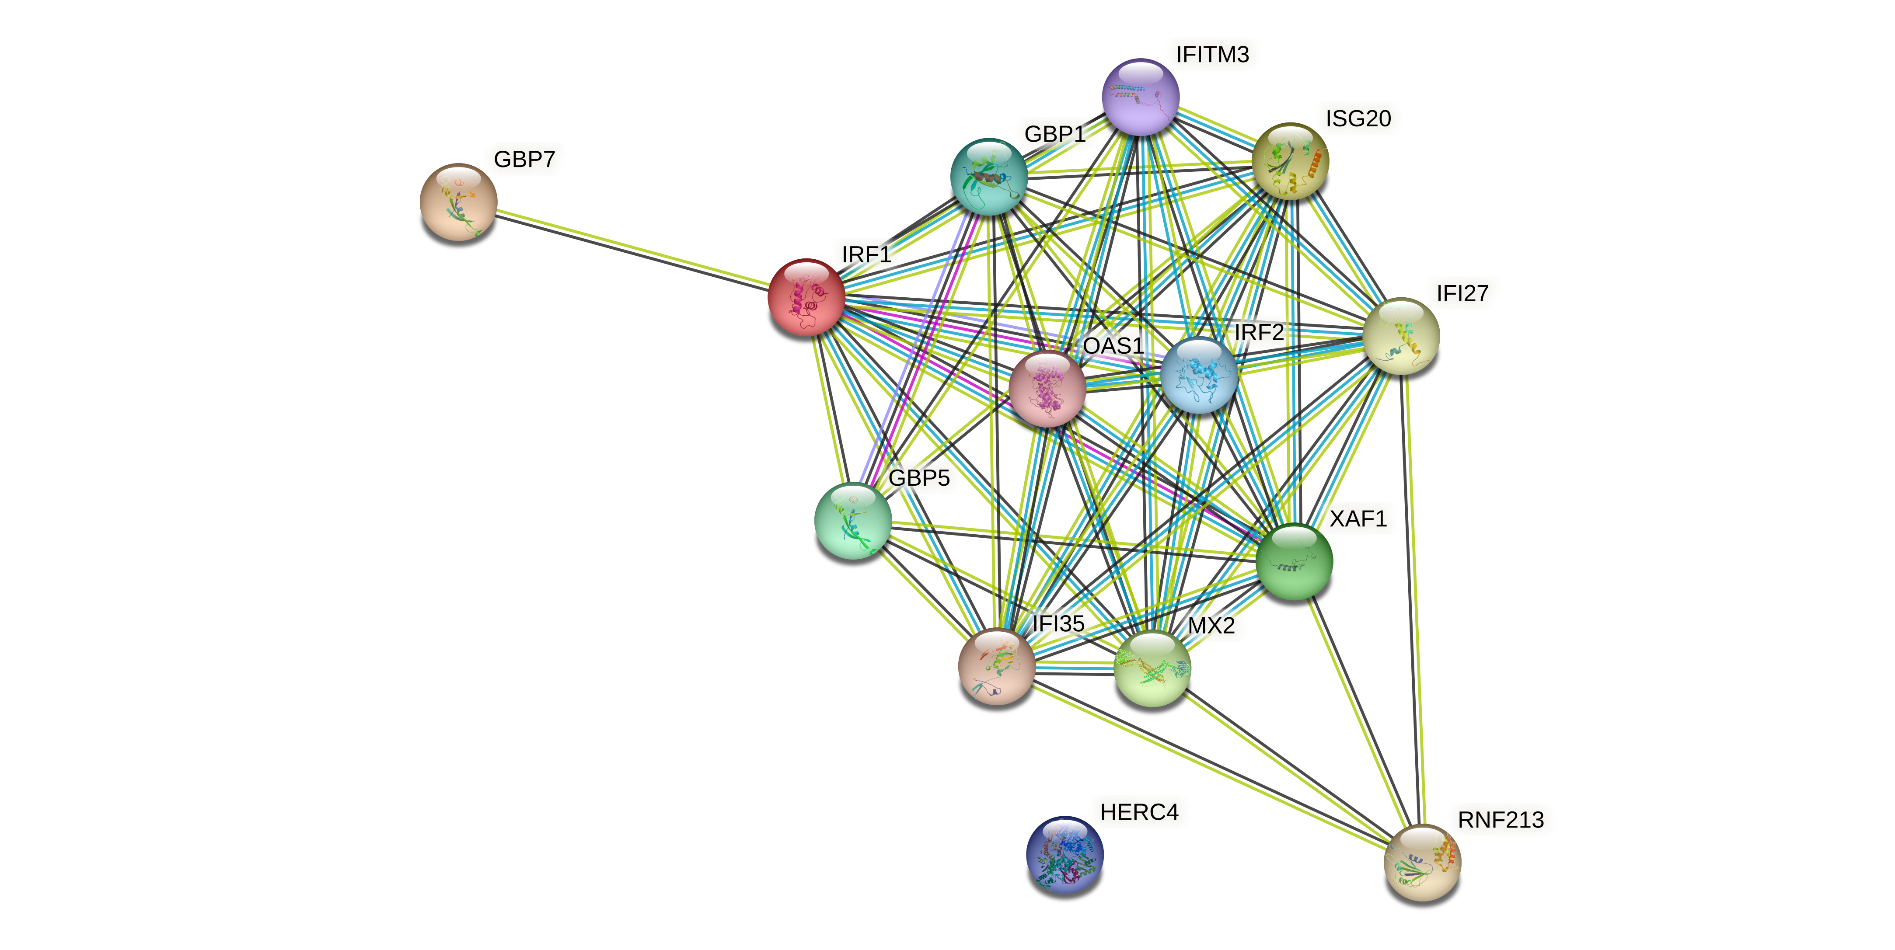 IFITM3
ISG20
GBP1
GBP7
IRF1
IFI27
IRF2
OAS1
GBP5
XAF1
IFI35
MX2
HERC4
RNF213